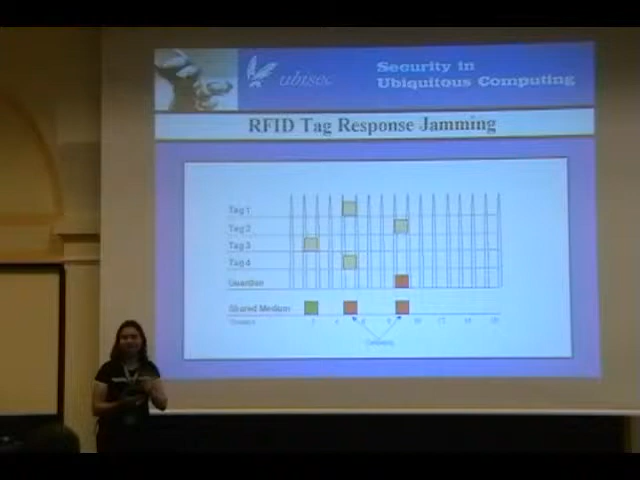 ubisec
Security in
Ubiquitous Computing
RFID Tag Response Jamming
Tag 1
Tag 2
Tag 3
Tag 4
Guardian
Shared Medium